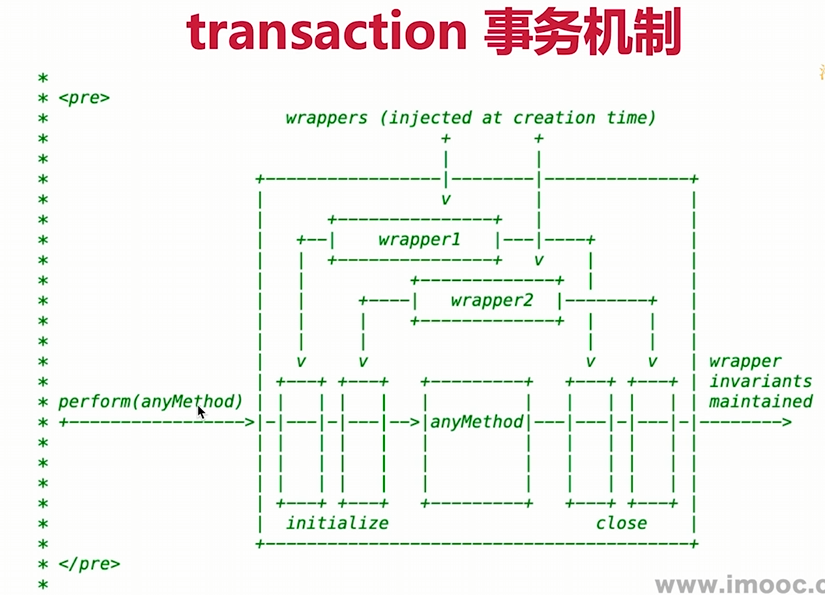 transaction 事务机制
*
* <pre>
* wrappers (injected at creation time)
* + +
* | |
* +-----------------|--------|--------------+
* | v | |
* | +---------------+ | |
* | +--| wrapper1 |---|----+ |
* | | +---------------+ v | |
* | | +-------------+ | |
* | | +----| wrapper2 |--------+ |
* | | | +-------------+ | | |
* | | | | | |
* | v v v v | wrapper
* | +---+ +---+ +---------+ +---+ +---+ | invariants
* perform(anyMethod) | | | | | | | | | | | | maintained
* +----------------->|-|---|-|---|-->|anyMethod|---|---|-|---|-|-------->
* | | | | | | | | | | | |
* | | | | | | | | | | | |
* | | | | | | | | | | | |
* | +---+ +---+ +---------+ +---+ +---+ |
* | initialize close |
* +-----------------------------------------+
* </pre>
*
www.imooc.c